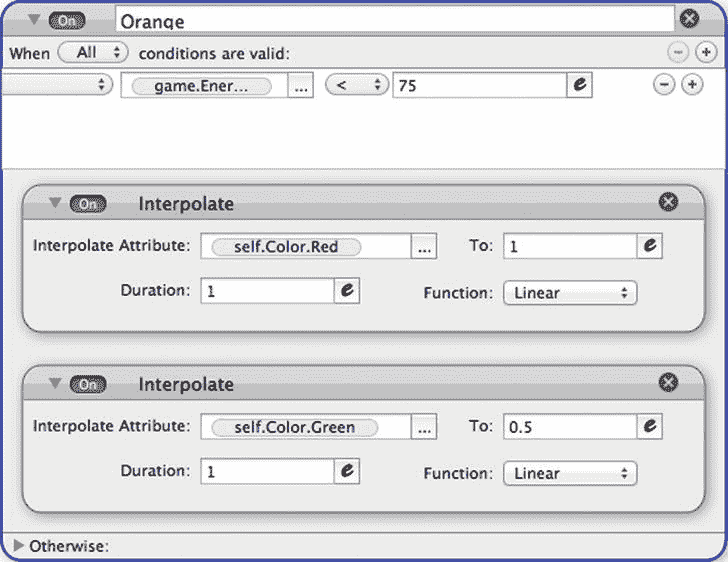 On Orange
When All conditions are valid:
game.Ener... ... < 75 e
On Interpolate
Interpolate Attribute: self.Color.Red ... To: 1 e
Duration: 1 e Function: Linear
On Interpolate
Interpolate Attribute: self.Color.Green ... To: 0.5 e
Duration: 1 e Function: Linear
Otherwise: